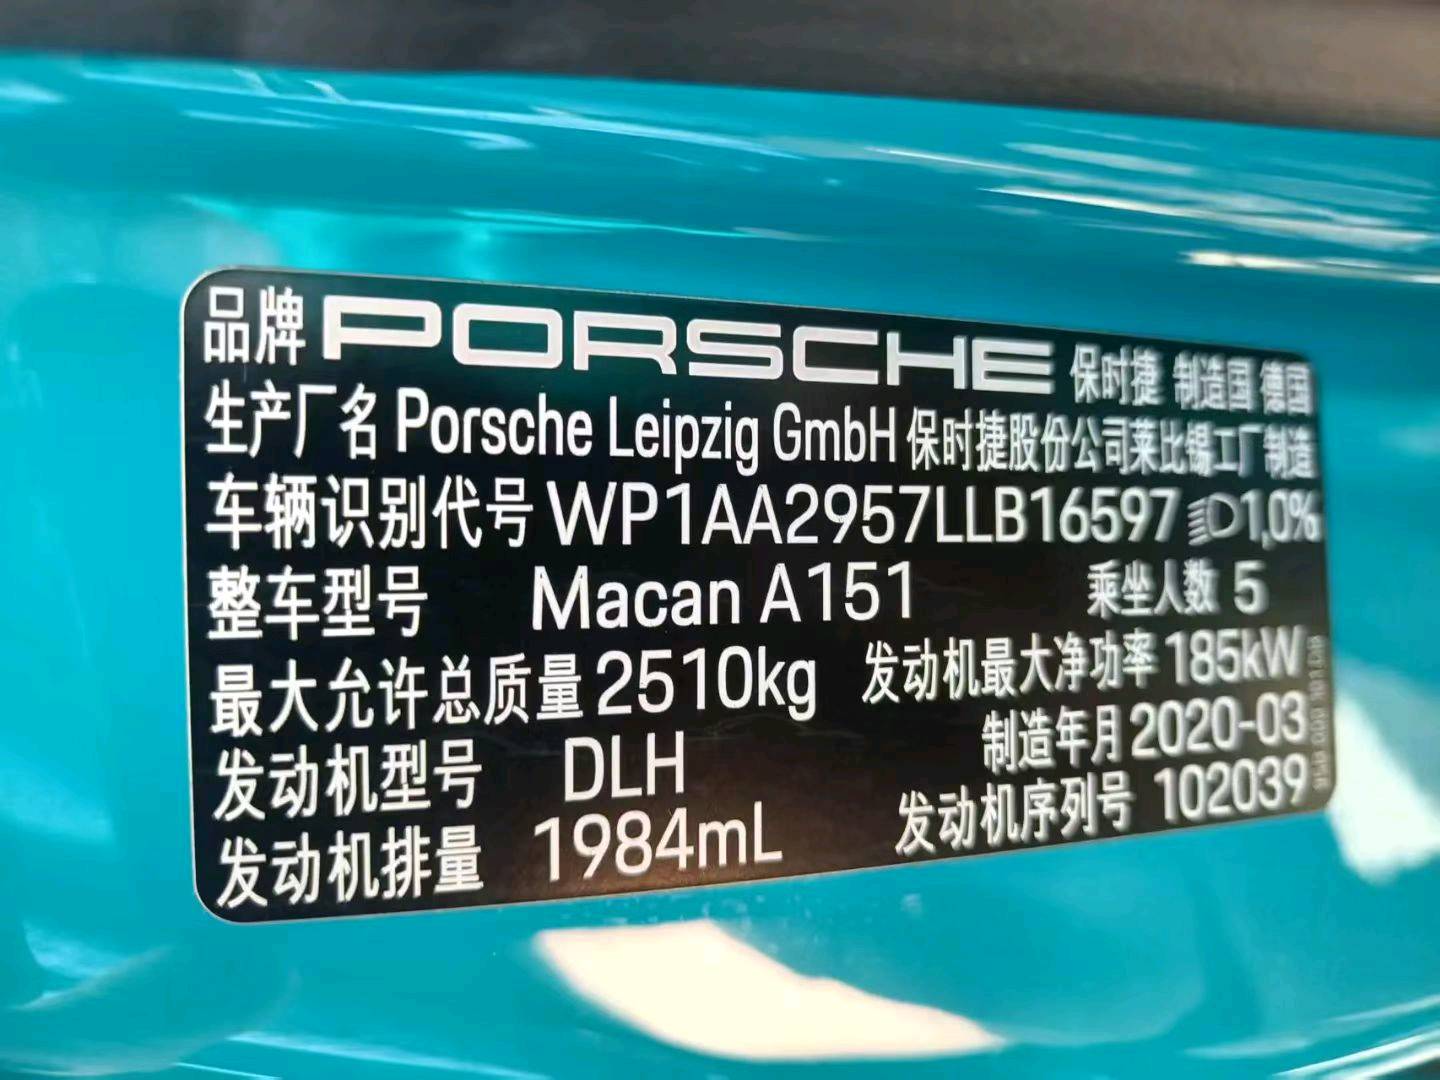 品牌 PORSCHE 保时捷 制造国 德国
生产厂名 Porsche Leipzig GmbH 保时捷股份公司莱比锡工厂制造
车辆识别代号 WP1AA2957LLB16597 1,0%
整车型号 Macan A151 乘坐人数 5
最大允许总质量 2510kg 发动机最大净功率 185kW
发动机型号 DLH 制造年月 2020-03
发动机排量 1984mL 发动机序列号 102039